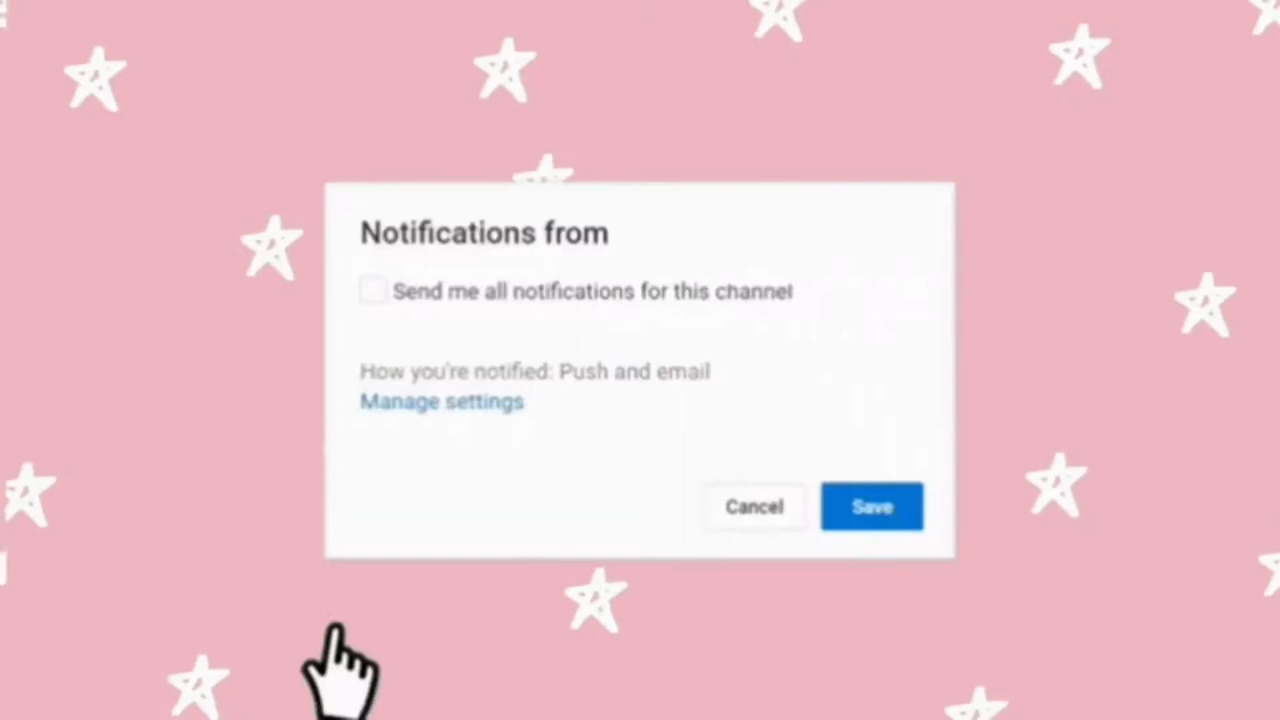 Notifications from
Send me all notifications for this channel
How you're notified: Push and email
Manage settings
Cancel
Save